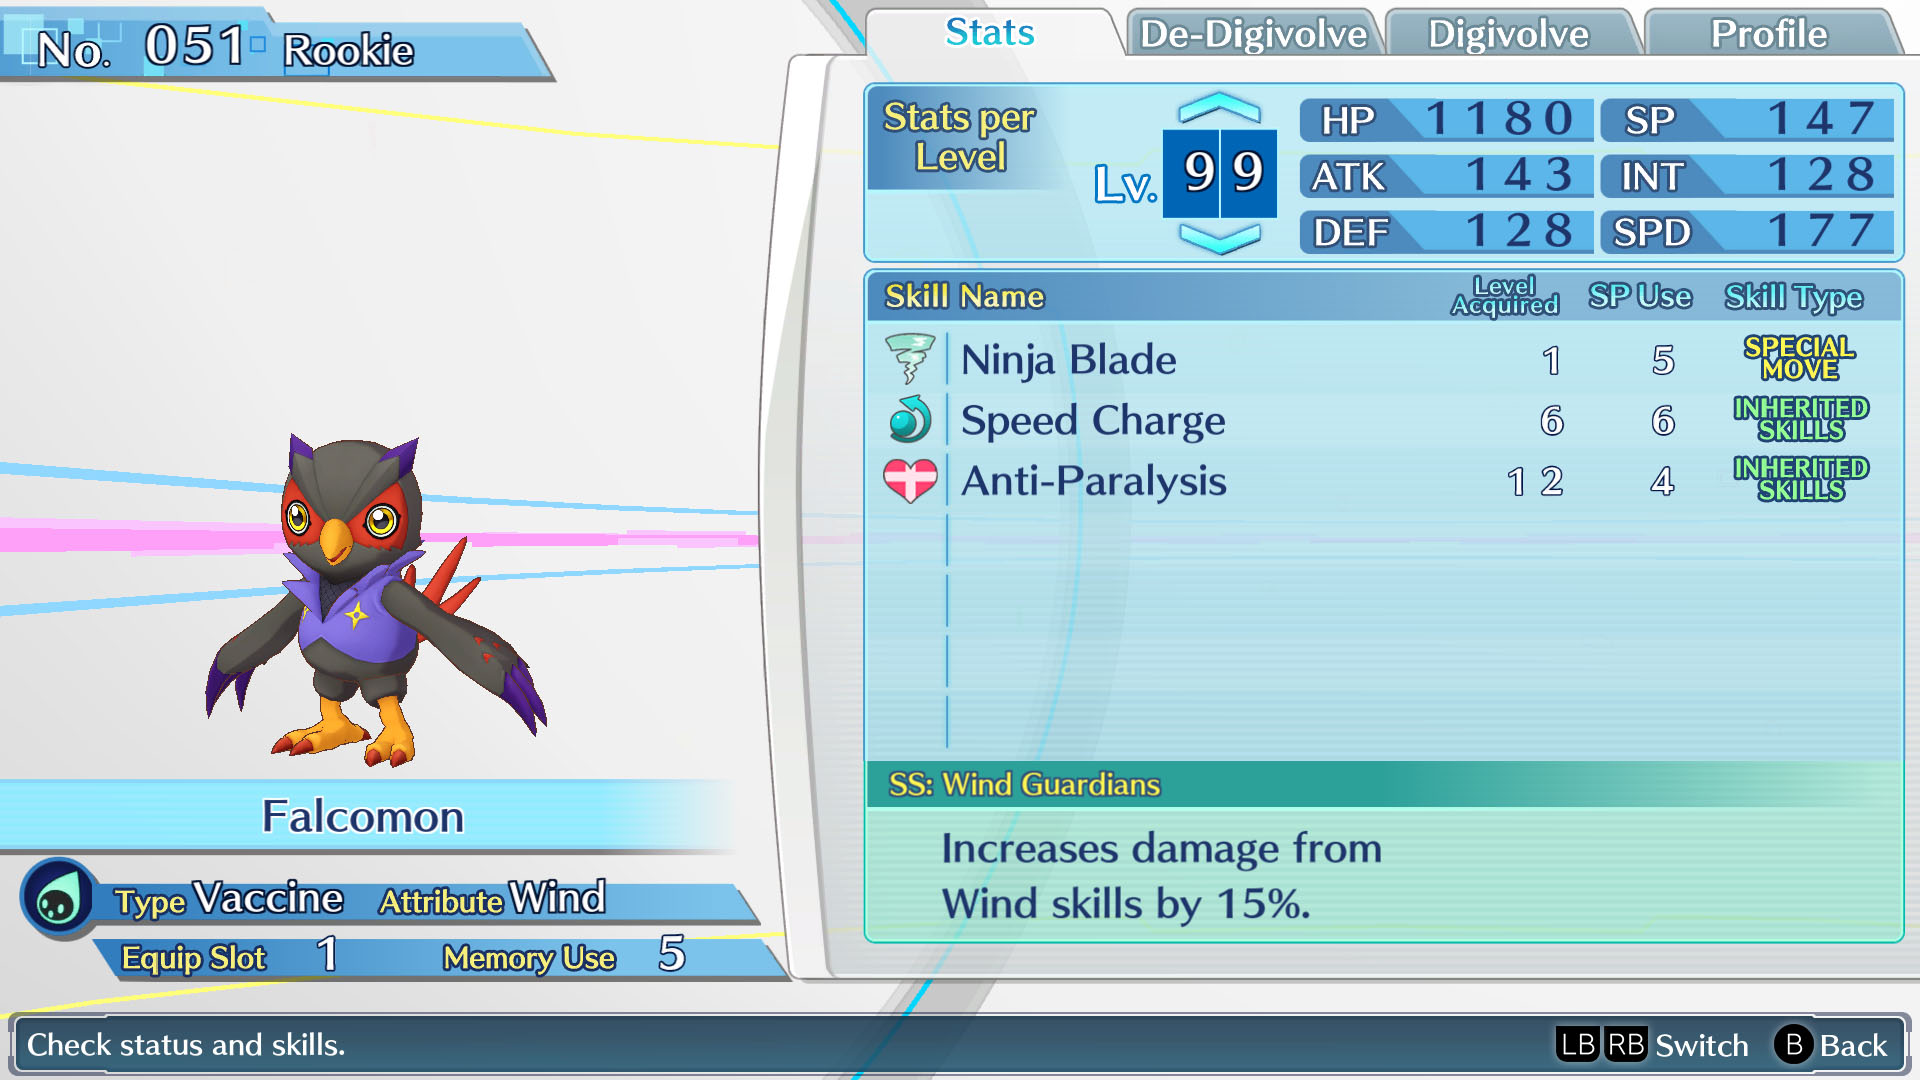 No. 051 Rookie
Stats De-Digivolve Digivolve Profile
Stats per
Level
Lv. 99
HP 1180 SP 147
ATK 143 INT 128
DEF 128 SPD 177
Skill Name Level Acquired SP Use Skill Type
Ninja Blade 1 5 SPECIAL MOVE
Speed Charge 6 6 INHERITED SKILLS
Anti-Paralysis 12 4 INHERITED SKILLS
SS: Wind Guardians
Increases damage from
Wind skills by 15%.
Falcomon
Type Vaccine Attribute Wind
Equip Slot 1 Memory Use 5
Check status and skills.
LB RB Switch B Back